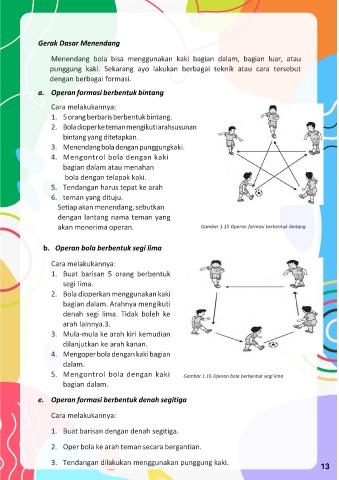 Gerak Dasar Menendang
Menendang bola bisa menggunakan kaki bagian dalam, bagian luar, atau
punggung kaki. Sekarang ayo lakukan berbagai teknik atau cara tersebut
dengan berbagai formasi.
a. Operan formasi berbentuk bintang
Cara melakukannya:
1. 5 orang berbaris berbentuk bintang.
2. Bola dioper ke teman mengikuti arah susunan
bintang yang ditetapkan.
3. Menendang bola dengan punggung kaki.
4. Mengontrol bola dengan kaki
bagian dalam atau menahan
bola dengan telapak kaki.
5. Tendangan harus tepat ke arah
6. teman yang dituju.
Setiap akan menendang, sebutkan
dengan lantang nama teman yang
akan menerima operan.
Gambar 1.15 Operan formasi berbentuk bintang
b. Operan bola berbentuk segi lima
Cara melakukannya:
1. Buat barisan 5 orang berbentuk
segi lima.
2. Bola dioperkan menggunakan kaki
bagian dalam. Arahnya mengikuti
denah segi lima. Tidak boleh ke
arah lainnya.3.
3. Mula-mula ke arah kiri kemudian
dilanjutkan ke arah kanan.
4. Mengoper bola dengan kaki bagian
dalam.
5. Mengontrol bola dengan kaki
bagian dalam.
Gambar 1.16 Operan bola berbentuk segi lima
e. Operan formasi berbentuk denah segitiga
Cara melakukannya:
1. Buat barisan dengan denah segitiga.
2. Oper bola ke arah teman secara bergantian.
3. Tendangan dilakukan menggunakan punggung kaki.
13